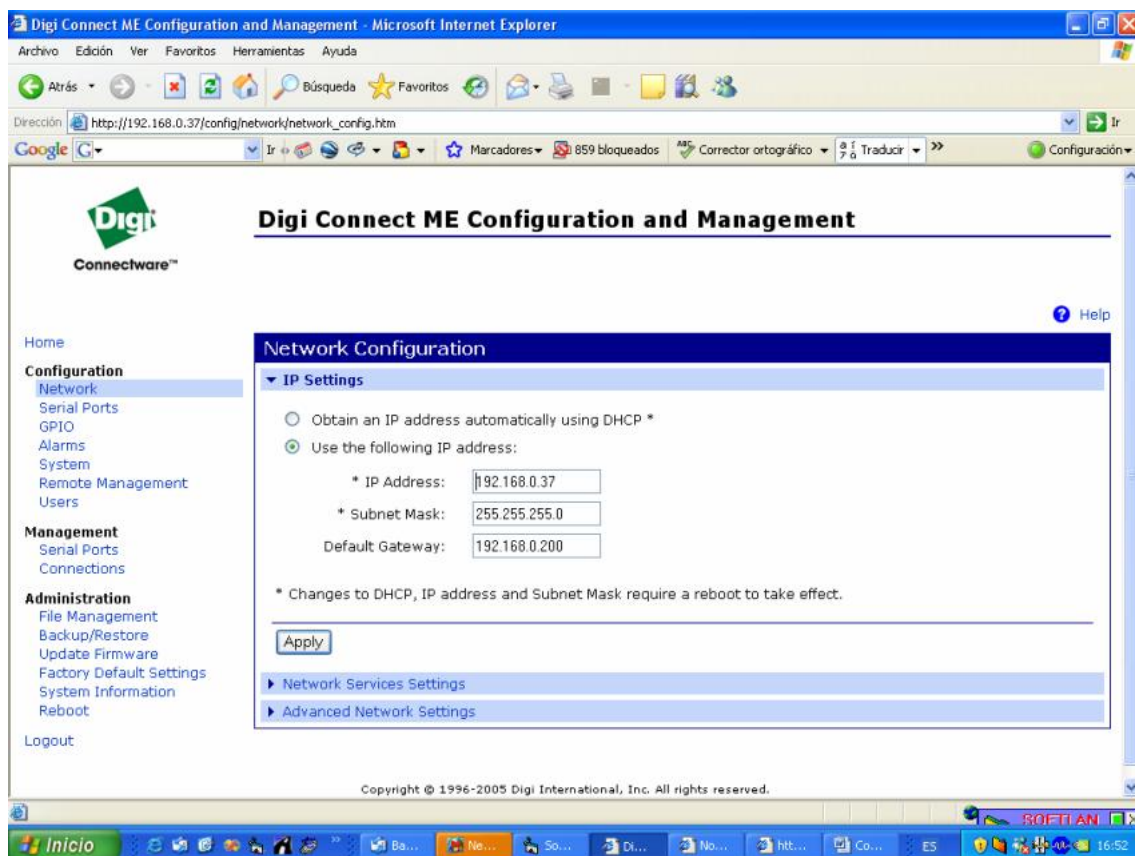 Digi Connect ME Configuration and Management - Microsoft Internet Explorer
Archivo Edición Ver Favoritos Herramientas Ayuda
Atrás Búsqueda Favoritos
Dirección http://192.168.0.37/config/network/network_config.htm Ir
Google G Ir Marcadores 859 bloqueados Corrector ortográfico Traducir » Configuración
Digi
Connectware™
Digi Connect ME Configuration and Management
Help
Home
Configuration
Network
Serial Ports
GPIO
Alarms
System
Remote Management
Users
Management
Serial Ports
Connections
Administration
File Management
Backup/Restore
Update Firmware
Factory Default Settings
System Information
Reboot
Logout
Network Configuration
IP Settings
Obtain an IP address automatically using DHCP *
Use the following IP address:
* IP Address: 192.168.0.37
* Subnet Mask: 255.255.255.0
Default Gateway: 192.168.0.200
* Changes to DHCP, IP address and Subnet Mask require a reboot to take effect.
Apply
Network Services Settings
Advanced Network Settings
Copyright © 1996-2005 Digi International, Inc. All rights reserved.
SOFTLAN
Inicio » Ba... Ne... So... Di... No... htt... Co... ES 16:52